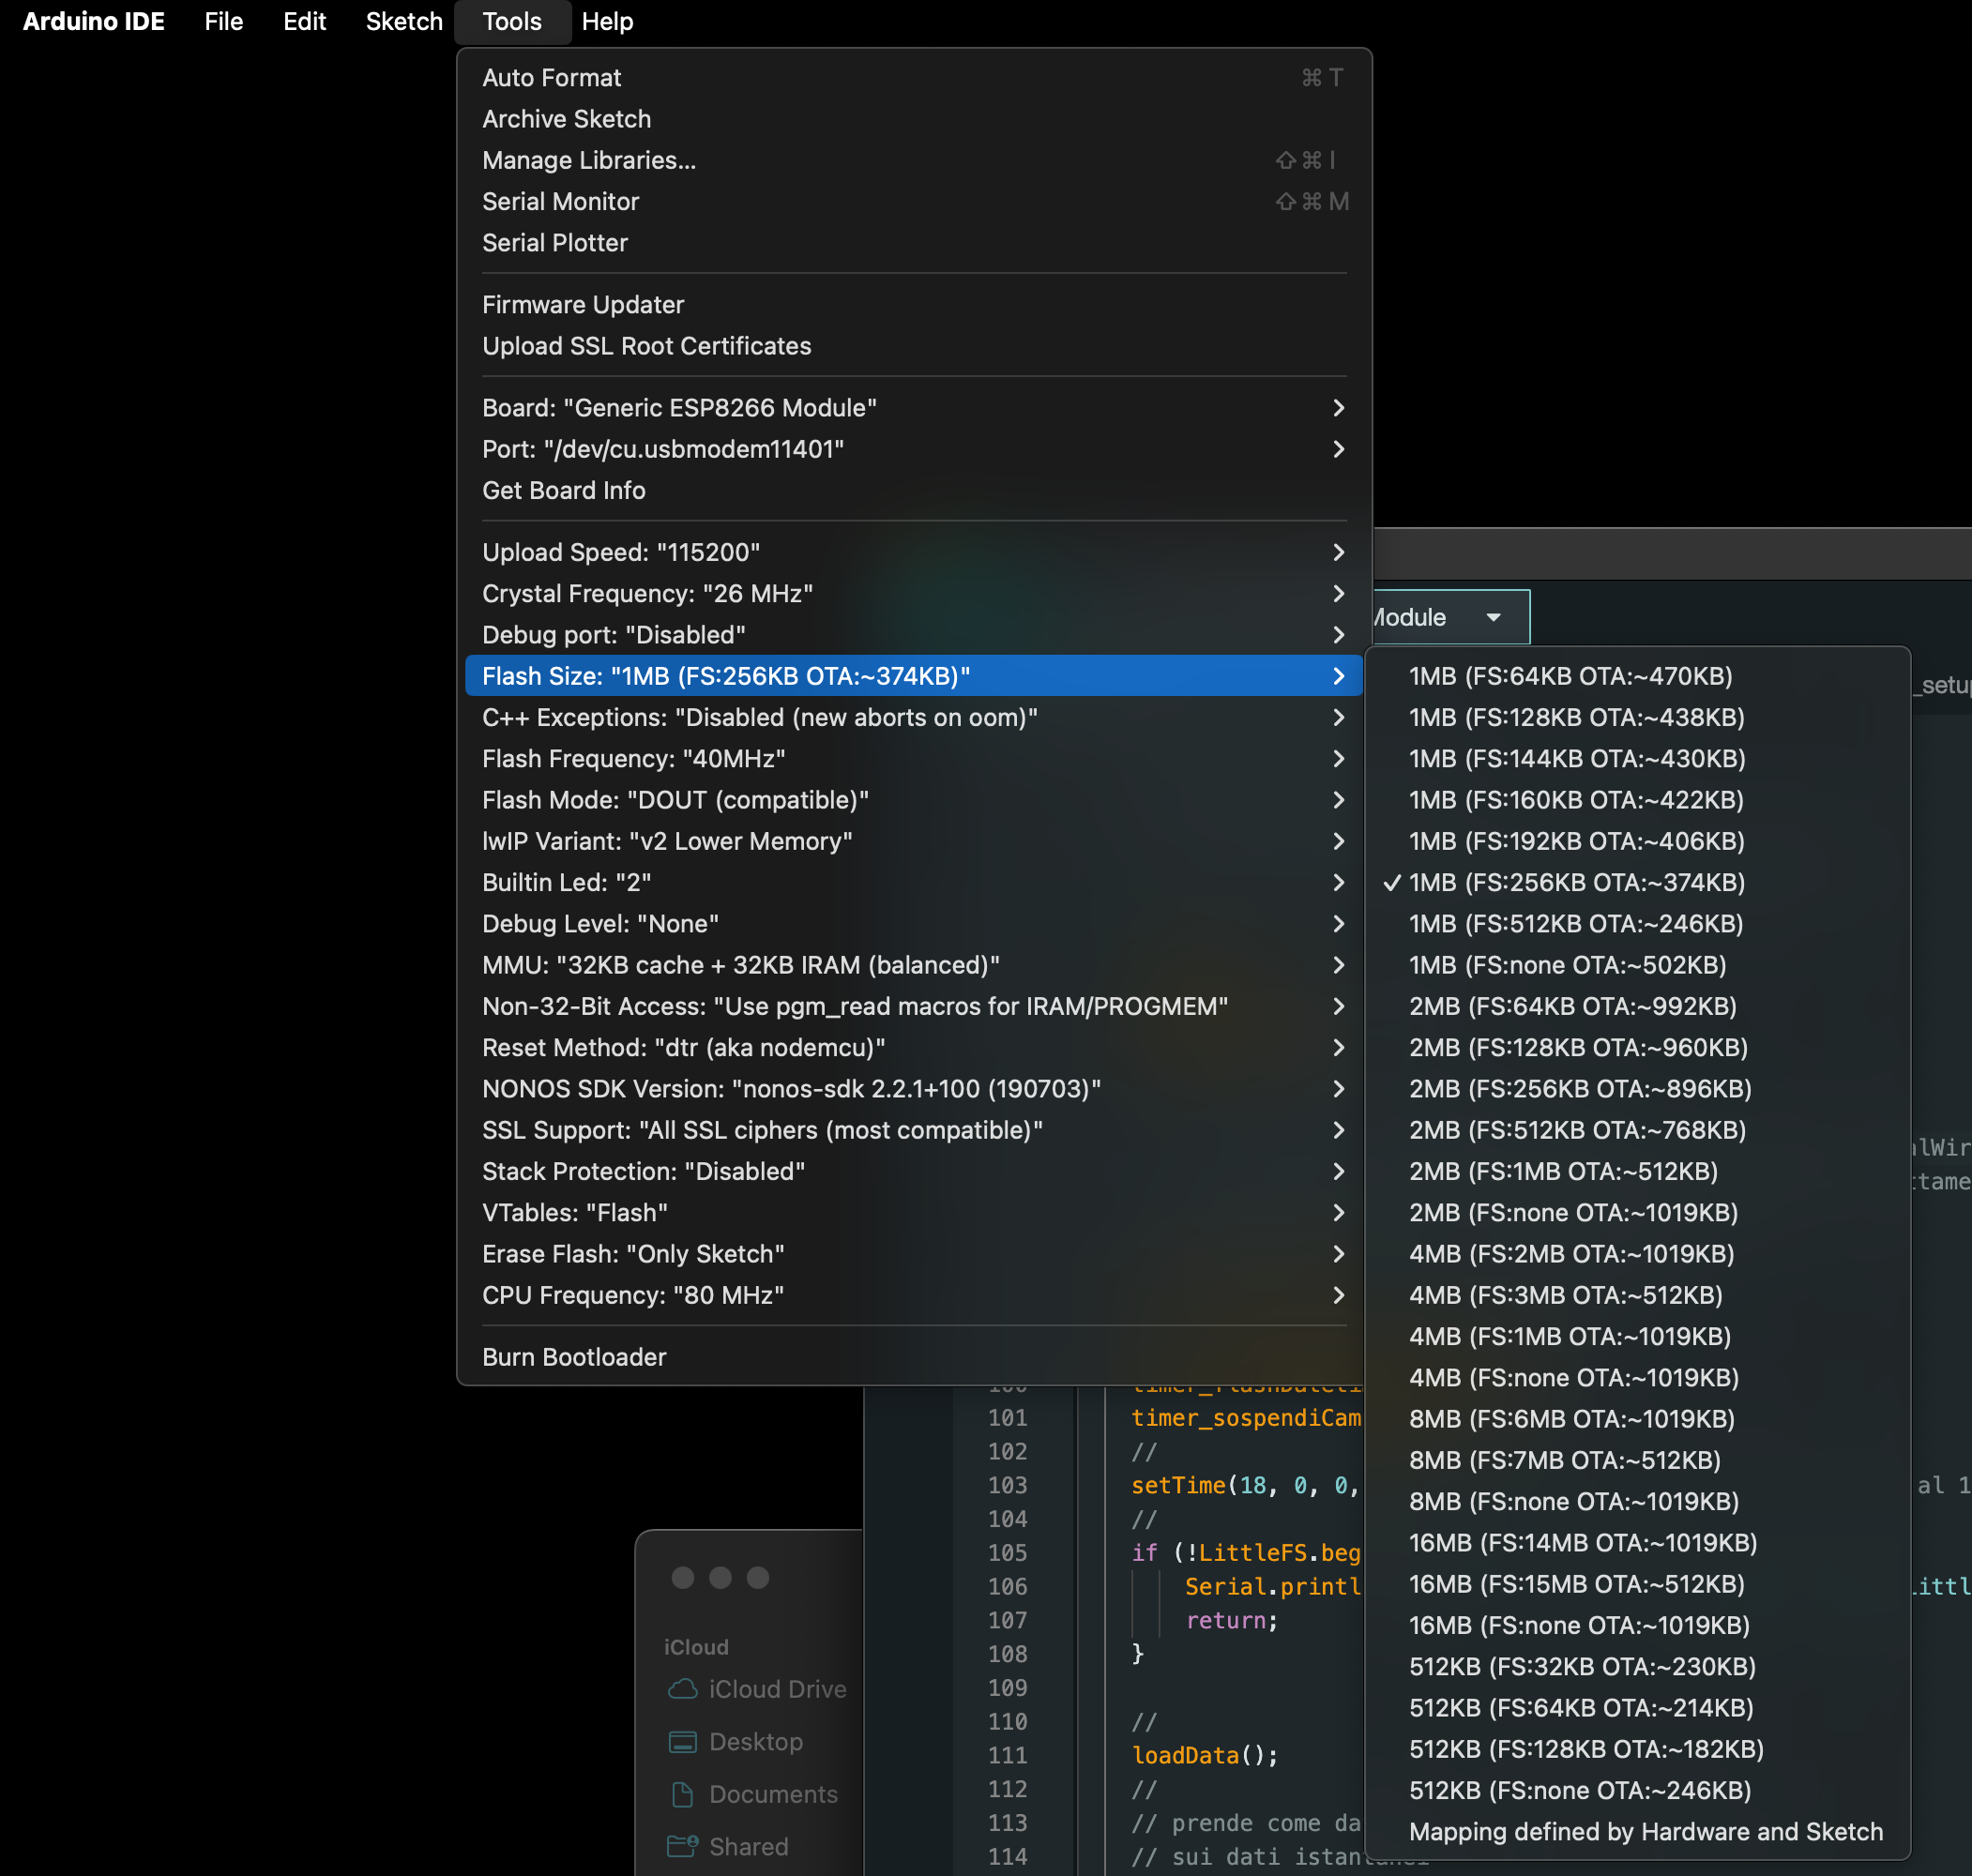 Arduino IDE File Edit Sketch Tools Help
Auto Format ⌘ T
Archive Sketch
Manage Libraries... ⇧ ⌘ I
Serial Monitor ⇧ ⌘ M
Serial Plotter
Firmware Updater
Upload SSL Root Certificates
Board: "Generic ESP8266 Module"
Port: "/dev/cu.usbmodem11401"
Get Board Info
Upload Speed: "115200"
Crystal Frequency: "26 MHz"
Debug port: "Disabled"
Flash Size: "1MB (FS:256KB OTA:~374KB)"
C++ Exceptions: "Disabled (new aborts on oom)"
Flash Frequency: "40MHz"
Flash Mode: "DOUT (compatible)"
lwIP Variant: "v2 Lower Memory"
Builtin Led: "2"
Debug Level: "None"
MMU: "32KB cache + 32KB IRAM (balanced)"
Non-32-Bit Access: "Use pgm_read macros for IRAM/PROGMEM"
Reset Method: "dtr (aka nodemcu)"
NONOS SDK Version: "nonos-sdk 2.2.1+100 (190703)"
SSL Support: "All SSL ciphers (most compatible)"
Stack Protection: "Disabled"
VTables: "Flash"
Erase Flash: "Only Sketch"
CPU Frequency: "80 MHz"
Burn Bootloader
Module
1MB (FS:64KB OTA:~470KB)
1MB (FS:128KB OTA:~438KB)
1MB (FS:144KB OTA:~430KB)
1MB (FS:160KB OTA:~422KB)
1MB (FS:192KB OTA:~406KB)
✓ 1MB (FS:256KB OTA:~374KB)
1MB (FS:512KB OTA:~246KB)
1MB (FS:none OTA:~502KB)
2MB (FS:64KB OTA:~992KB)
2MB (FS:128KB OTA:~960KB)
2MB (FS:256KB OTA:~896KB)
2MB (FS:512KB OTA:~768KB)
2MB (FS:1MB OTA:~512KB)
2MB (FS:none OTA:~1019KB)
4MB (FS:2MB OTA:~1019KB)
4MB (FS:3MB OTA:~512KB)
4MB (FS:1MB OTA:~1019KB)
4MB (FS:none OTA:~1019KB)
8MB (FS:6MB OTA:~1019KB)
8MB (FS:7MB OTA:~512KB)
8MB (FS:none OTA:~1019KB)
16MB (FS:14MB OTA:~1019KB)
16MB (FS:15MB OTA:~512KB)
16MB (FS:none OTA:~1019KB)
512KB (FS:32KB OTA:~230KB)
512KB (FS:64KB OTA:~214KB)
512KB (FS:128KB OTA:~182KB)
512KB (FS:none OTA:~246KB)
Mapping defined by Hardware and Sketch
_setup
alWir
ttame
101 timer_sospendiCam
102 //
103 setTime(18, 0, 0, al 1
104 //
105 if (!LittleFS.beg
106 Serial.printl Littl
107 return;
108 }
109
110 //
111 loadData();
112 //
113 // prende come da
114 // sui dati istantanei
iCloud
iCloud Drive
Desktop
Documents
Shared